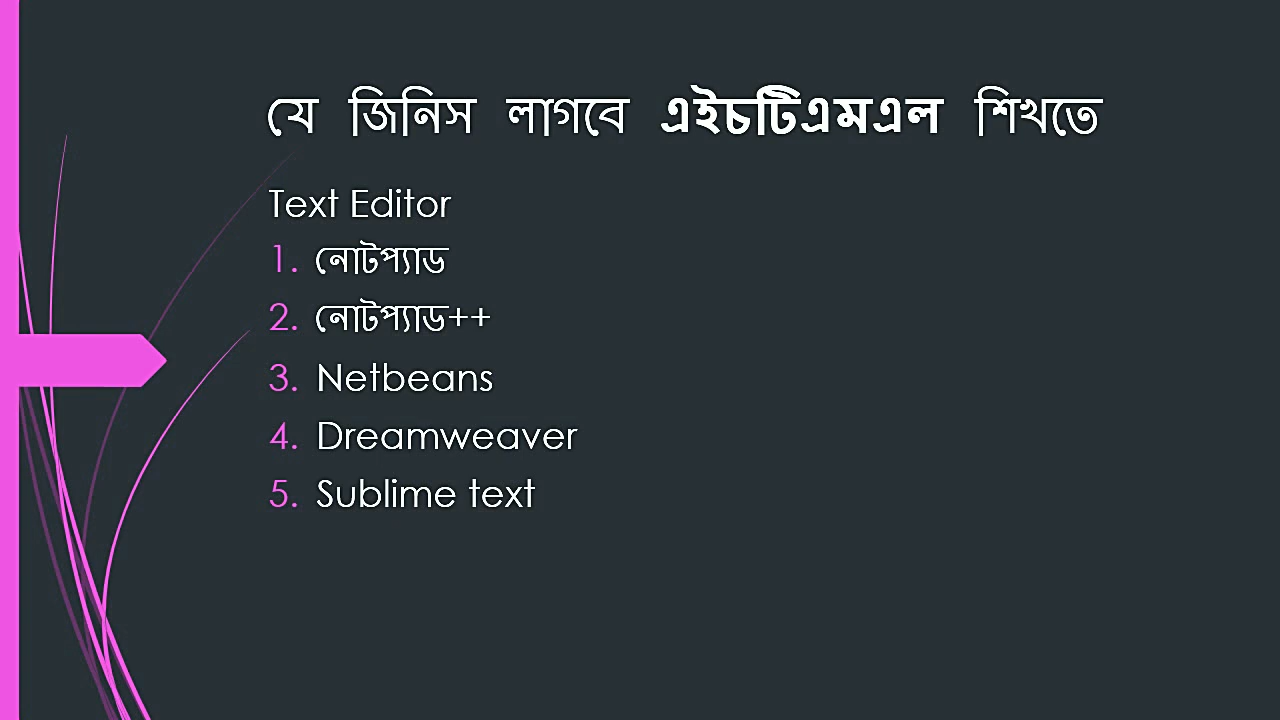 যে জিনিস লাগবে এইচটিএমএল শিখতে
Text Editor
1. নোটপ্যাড
2. নোটপ্যাড++
3. Netbeans
4. Dreamweaver
5. Sublime text